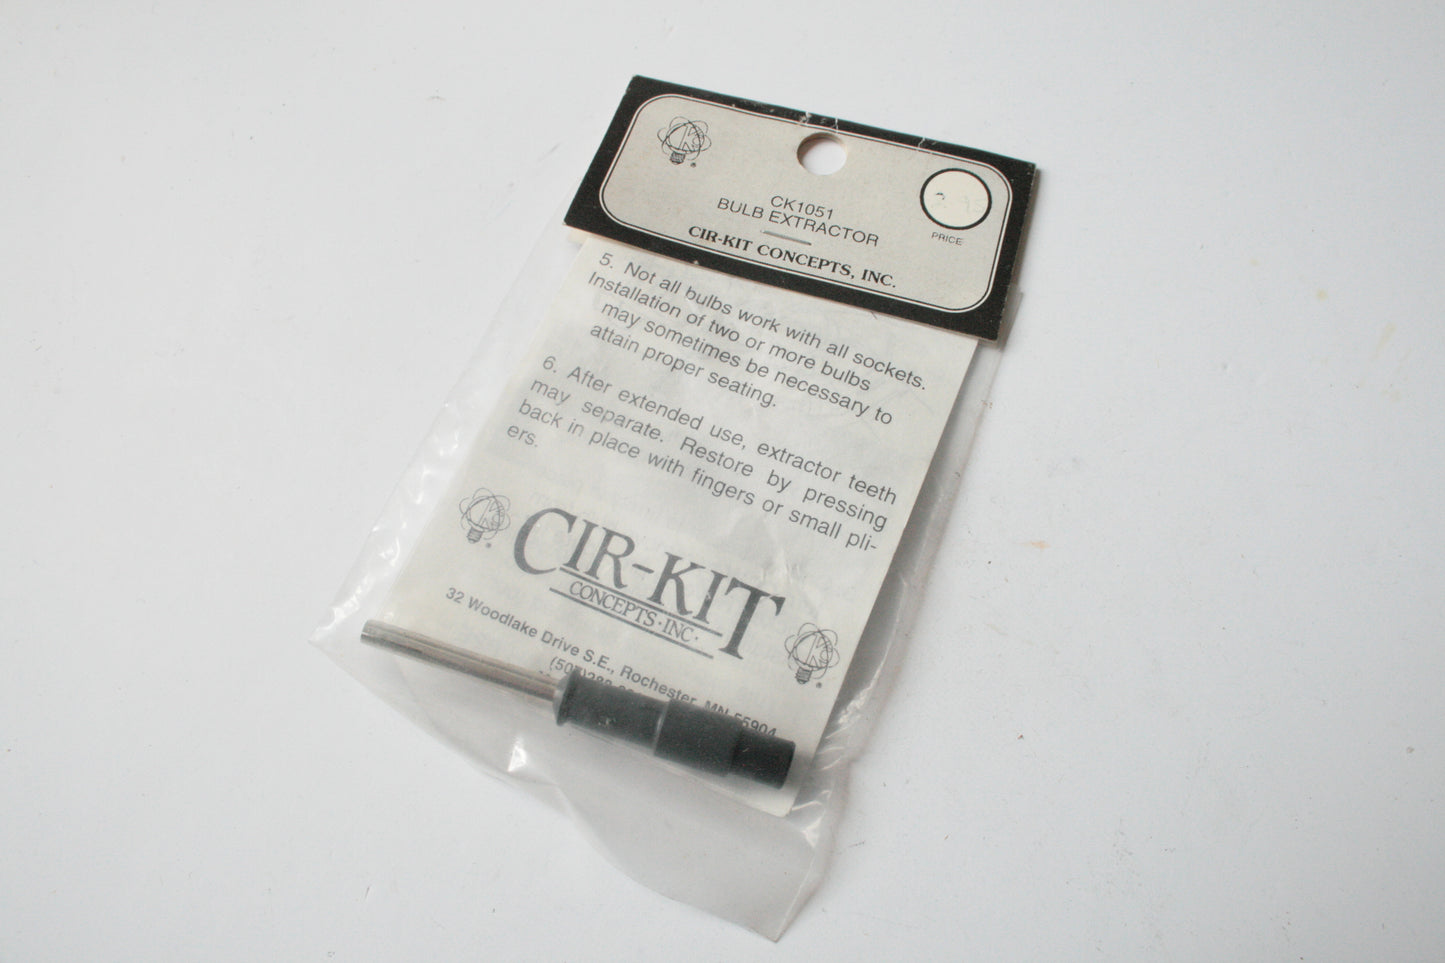 CK1051
BULB EXTRACTOR
CIR-KIT CONCEPTS, INC.
PRICE
5. Not all bulbs work with all sockets.
Installation of two or more bulbs
may sometimes be necessary to
attain proper seating.
6. After extended use, extractor teeth
may separate. Restore by pressing
back in place with fingers or small pli-
ers.
CIR-KIT
CONCEPTS·INC·
32 Woodlake Drive S.E., Rochester, MN 55904